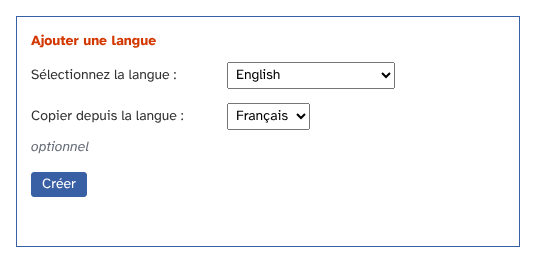 Ajouter une langue
Sélectionnez la langue : English
Copier depuis la langue : Français
optionnel
Créer